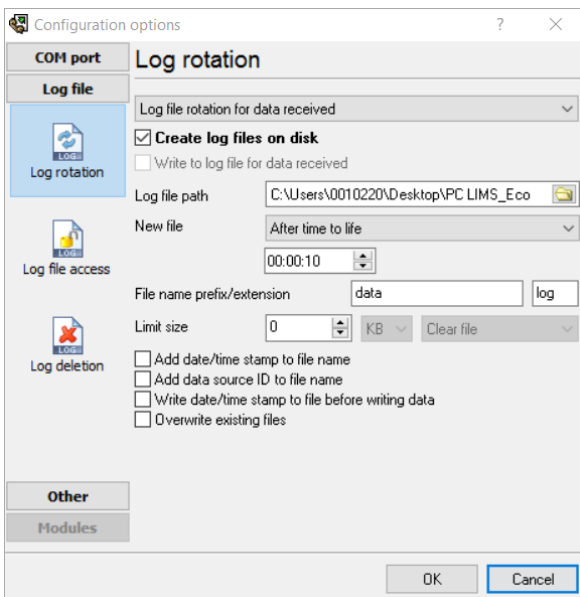 Configuration options
COM port
Log file
LOG
Log rotation
LOG
Log file access
LOG
Log deletion
Other
Modules
Log rotation
Log file rotation for data received
Create log files on disk
Write to log file for data received
Log file path C:\Users\0010220\Desktop\PC LIMS_Eco
New file After time to life
00:00:10
File name prefix/extension data log
Limit size 0 KB Clear file
Add date/time stamp to file name
Add data source ID to file name
Write date/time stamp to file before writing data
Overwrite existing files
OK Cancel